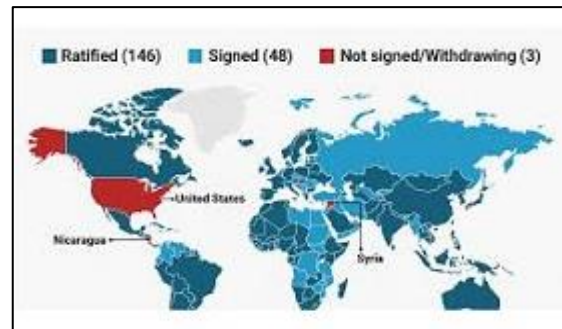 Ratified (146) Signed (48) Not signed/Withdrawing (3)
United States
Nicaragua
Syria